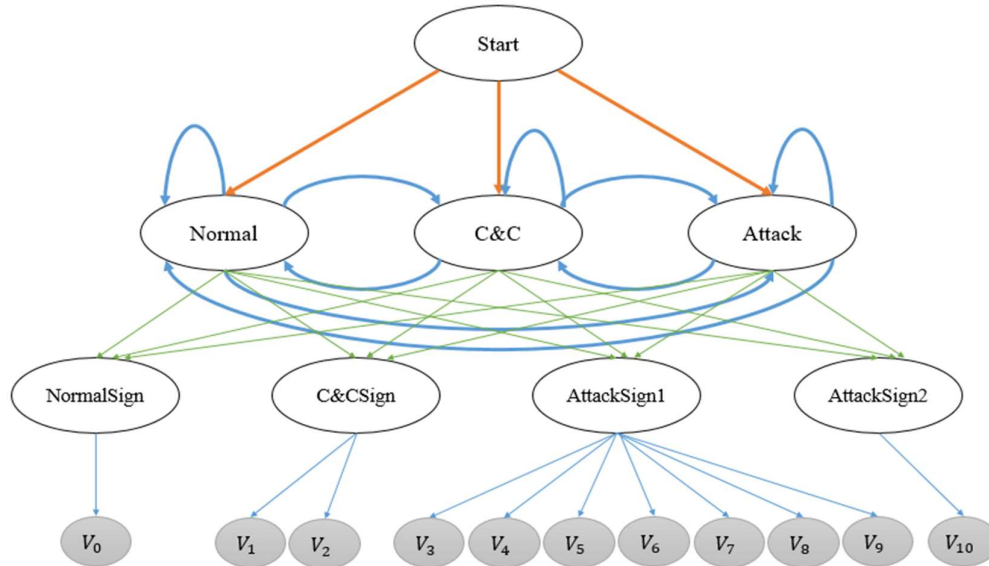 Start
Normal
C&C
Attack
NormalSign
C&CSign
AttackSign1
AttackSign2
V₀
V₁
V₂
V₃
V₄
V₅
V₆
V₇
V₈
V₉
V₁₀